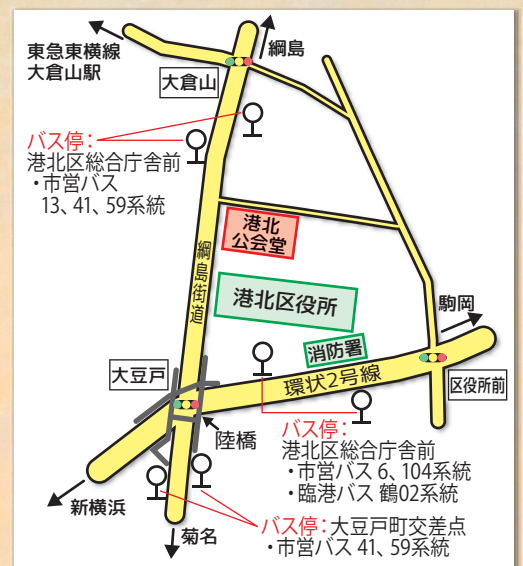 東急東横線
大倉山駅
綱島
大倉山
バス停：
港北区総合庁舎前
・市営バス
13、41、59系統
港北
公会堂
綱島街道
港北区役所
駒岡
消防署
大豆戸
環状2号線
区役所前
陸橋
バス停：
港北区総合庁舎前
・市営バス 6、104系統
・臨港バス 鶴02系統
新横浜
菊名
バス停：大豆戸町交差点
・市営バス 41、59系統